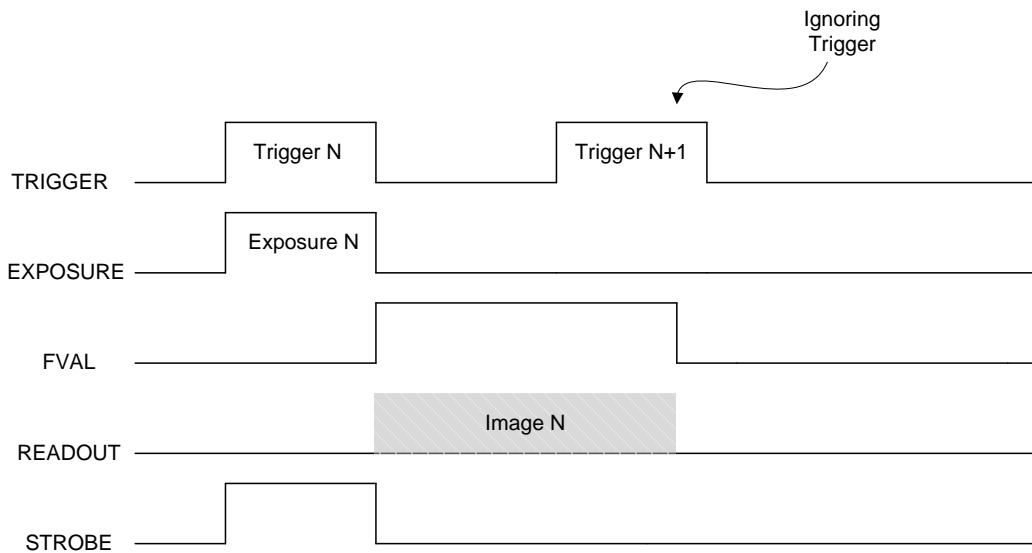 Ignoring
Trigger
Trigger N
Trigger N+1
TRIGGER
Exposure N
EXPOSURE
FVAL
Image N
READOUT
STROBE